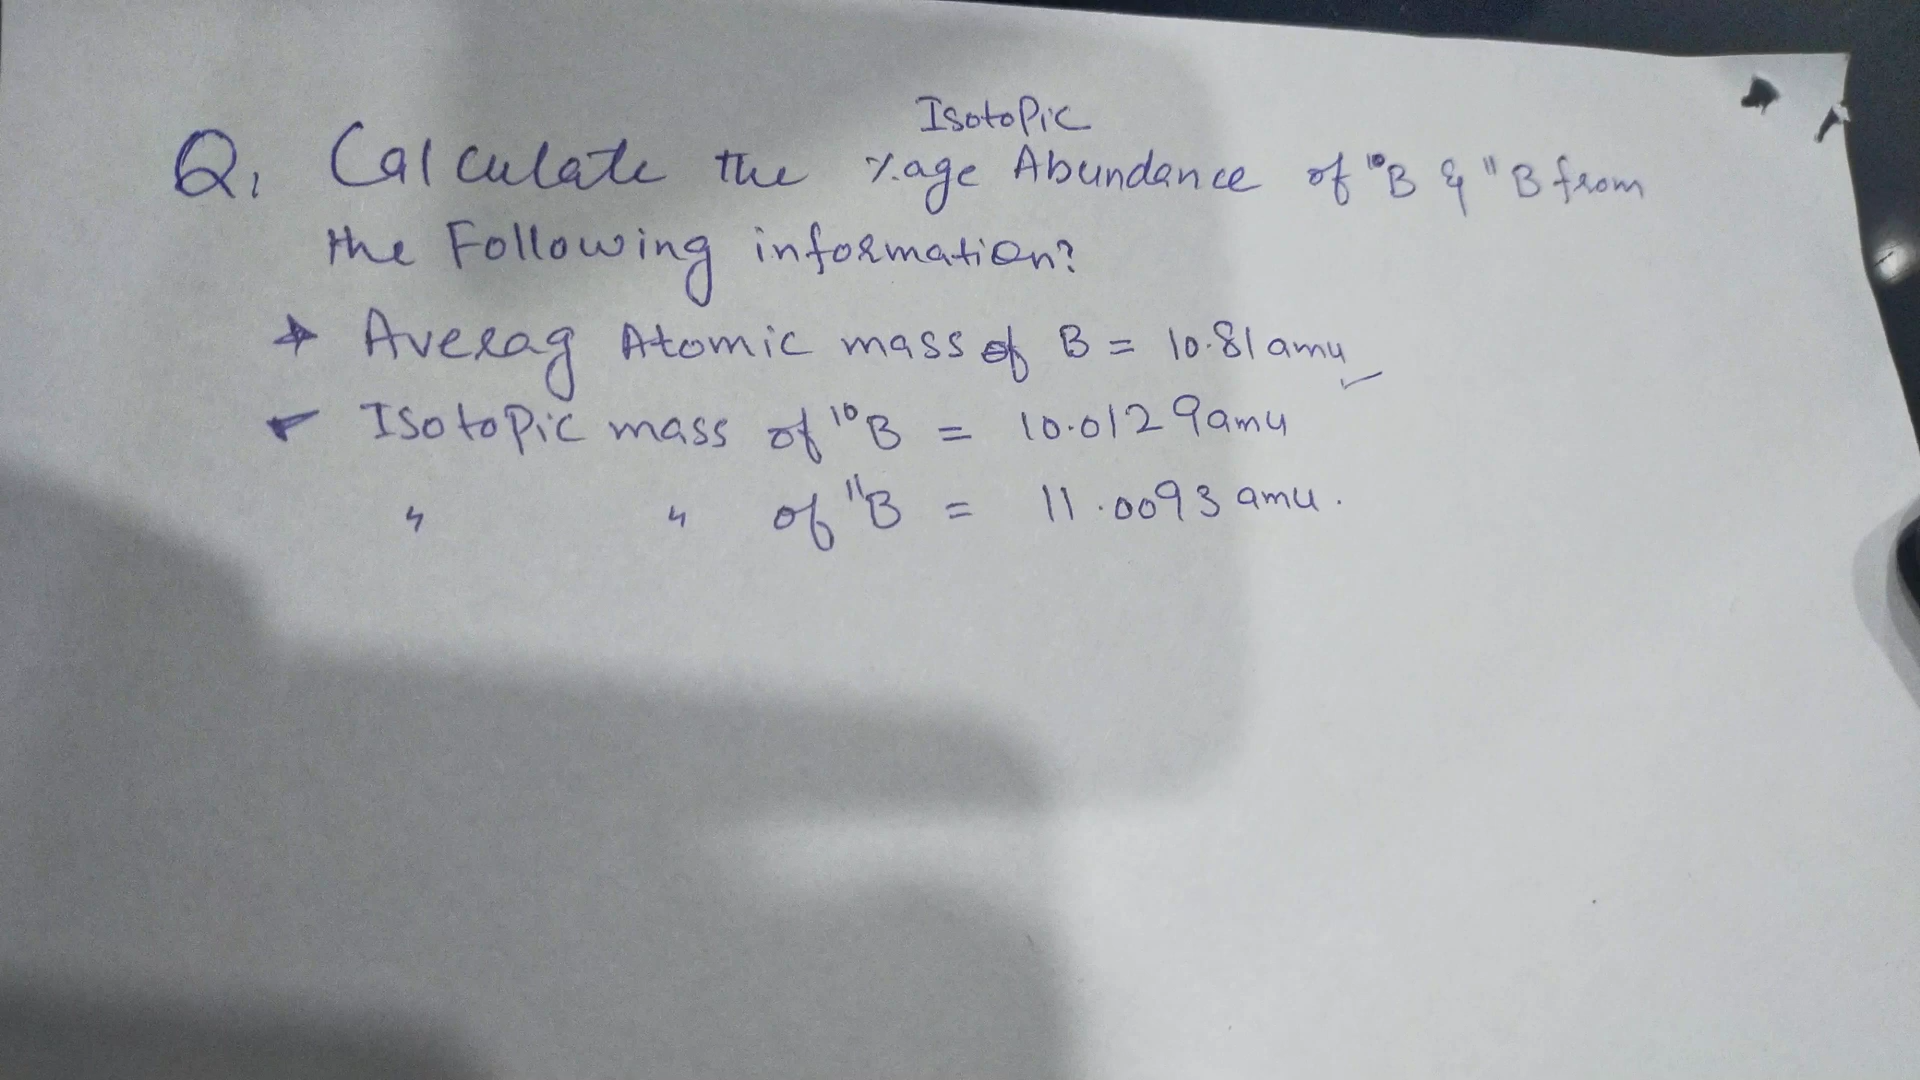 Isotopic
Q. Calculate the %age Abundance of ¹⁰B & ¹¹B from
the Following information?
* Averag Atomic mass of B = 10.81 amu
Isotopic mass of ¹⁰B = 10.0129 amu
" " of ¹¹B = 11.0093 amu.